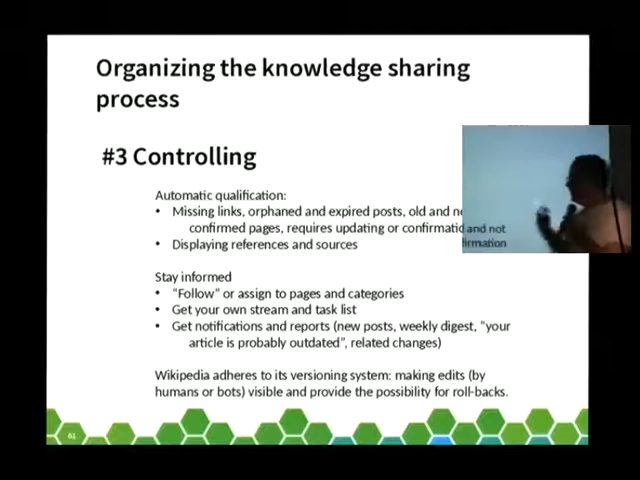 Organizing the knowledge sharing
process
#3 Controlling
Automatic qualification:
• Missing links, orphaned and expired posts, old and
confirmed pages, requires updating or confirmati and not
• Displaying references and sources firmation
Stay informed
• “Follow” or assign to pages and categories
• Get your own stream and task list
• Get notifications and reports (new posts, weekly digest, “your
article is probably outdated”, related changes)
Wikipedia adheres to its versioning system: making edits (by
humans or bots) visible and provide the possibility for roll-backs.
61